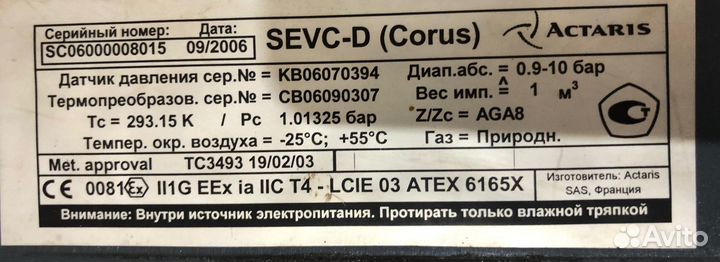 Серийный номер: Дата: SEVC-D (Corus) ACTARIS
SC06000008015 09/2006
Датчик давления сер.№ = KB06070394 Диап.абс. = 0.9-10 бар
Термопреобразов. сер.№ = CB06090307 Вес имп. ≙ 1 м³
Tc = 293.15 K / Pc 1.01325 бар Z/Zc = AGA8
Темпер. окр. воздуха = -25°C; +55°C Газ = Природн.
Met. approval TC3493 19/02/03
CE 0081 Ex II1G EEx ia IIC T4 - LCIE 03 ATEX 6165X
Изготовитель: Actaris
SAS, Франция
Внимание: Внутри источник электропитания. Протирать только влажной тряпкой
Avito